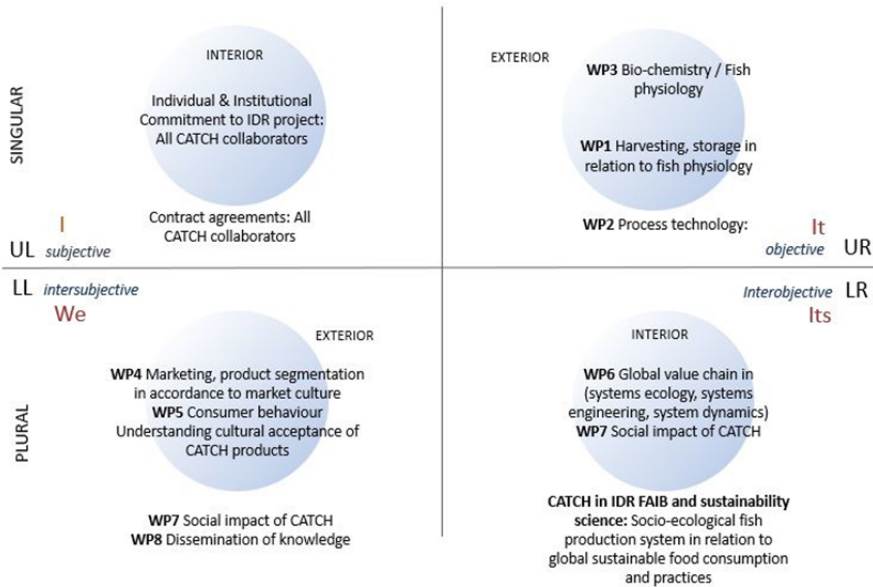 SINGULAR
INTERIOR
Individual & Institutional
Commitment to IDR project:
All CATCH collaborators
Contract agreements: All
CATCH collaborators
I
UL subjective
EXTERIOR
WP3 Bio-chemistry / Fish
physiology
WP1 Harvesting, storage in
relation to fish physiology
WP2 Process technology:
It
objective UR
LL intersubjective
We
EXTERIOR
WP4 Marketing, product segmentation
in accordance to market culture
WP5 Consumer behaviour
Understanding cultural acceptance of
CATCH products
WP7 Social impact of CATCH
WP8 Dissemination of knowledge
PLURAL
Interobjective LR
Its
INTERIOR
WP6 Global value chain in
(systems ecology, systems
engineering, system dynamics)
WP7 Social impact of CATCH
CATCH in IDR FAIB and sustainability
science: Socio-ecological fish
production system in relation to
global sustainable food consumption
and practices